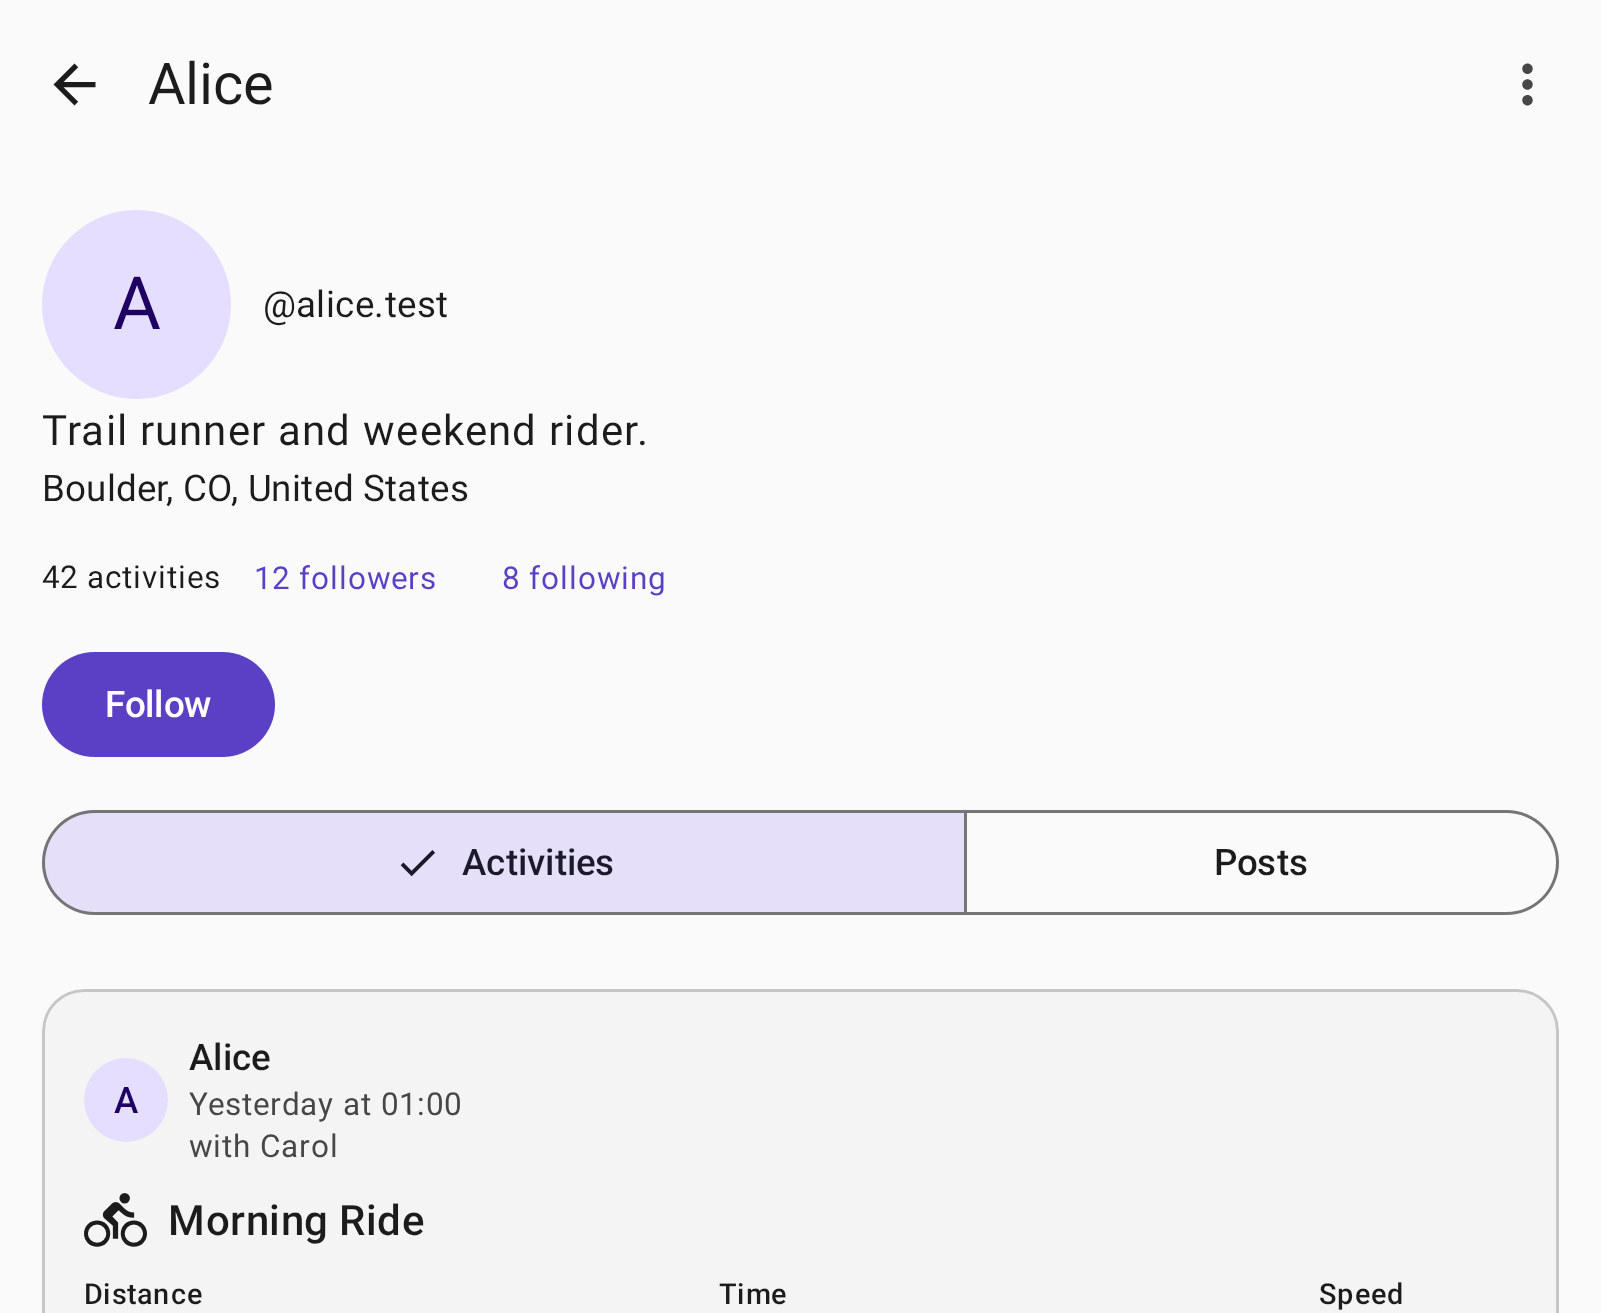 Alice
A
@alice.test
Trail runner and weekend rider.
Boulder, CO, United States
42 activities 12 followers 8 following
Follow
Activities Posts
A
Alice
Yesterday at 01:00
with Carol
Morning Ride
Distance Time Speed